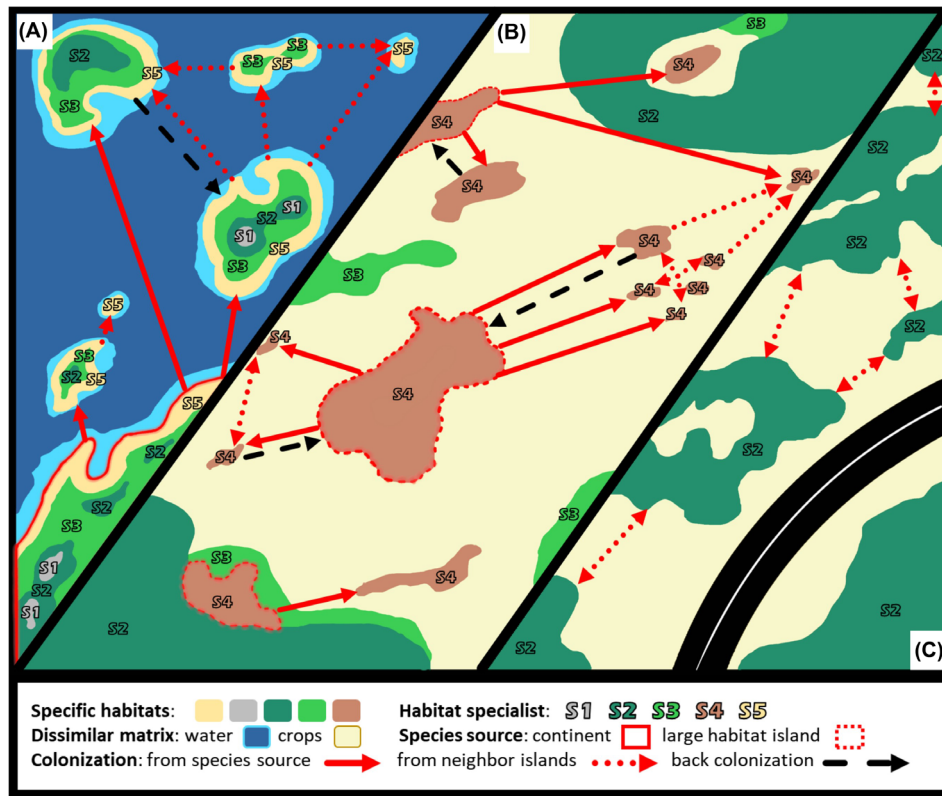 (A)
S2
S3
S5
S3
S5
S5
S3
S1
S2
S1
S5
S3
S5
S3
S2
S5
S5
S2
S2
S3
S1
S2
S1
(B)
S3
S4
S2
S4
S4
S4
S4
S3
S4
S4
S4
S4
S4
S4
S4
S3
S3
S4
S4
S2
S2
S2
S2
S2
S2
S2
S2
(C)
Specific habitats: Habitat specialist: S1 S2 S3 S4 S5
Dissimilar matrix: water crops Species source: continent large habitat island
Colonization: from species source from neighbor islands back colonization